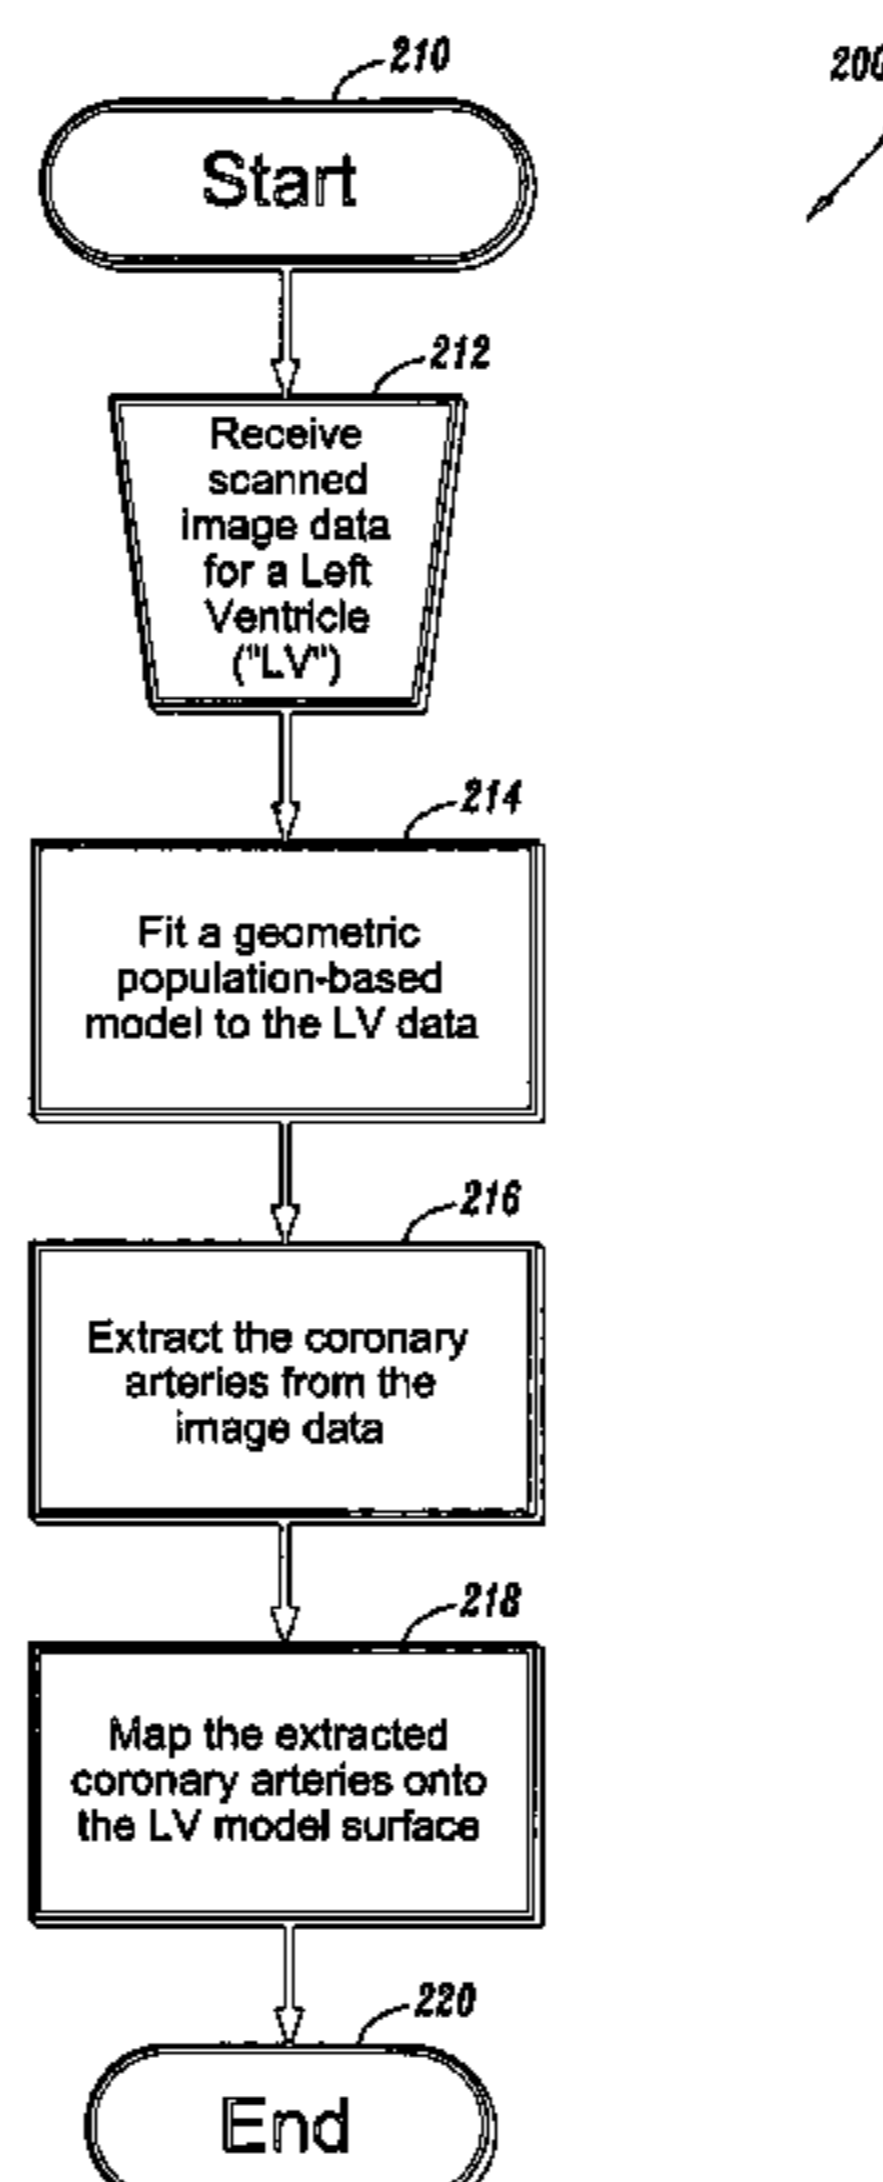 210
200
Start
212
Receive
scanned
image data
for a Left
Ventricle
("LV")
214
Fit a geometric
population-based
model to the LV data
216
Extract the coronary
arteries from the
image data
218
Map the extracted
coronary arteries onto
the LV model surface
220
End